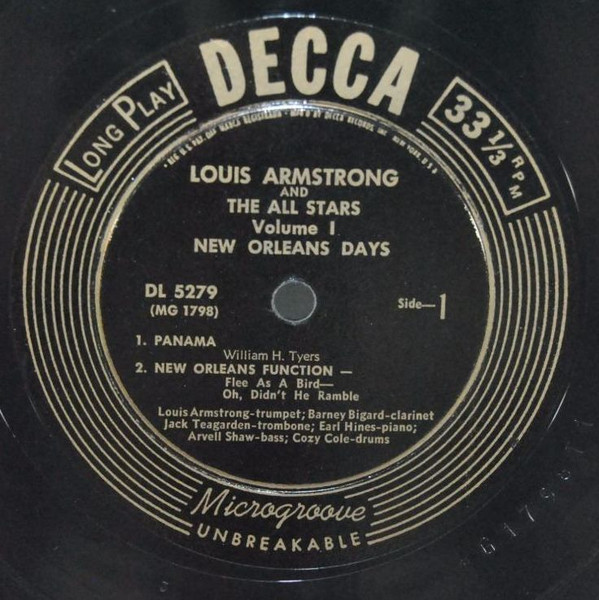 DECCA
LONG PLAY
33 1/3 RPM
LOUIS ARMSTRONG
AND
THE ALL STARS
Volume 1
NEW ORLEANS DAYS
DL 5279
(MG 1798)
Side—1
1. PANAMA
William H. Tyers
2. NEW ORLEANS FUNCTION —
Flee As A Bird—
Oh, Didn't He Ramble
Louis Armstrong-trumpet; Barney Bigard-clarinet
Jack Teagarden-trombone; Earl Hines-piano;
Arvell Shaw-bass; Cozy Cole-drums
Microgroove
UNBREAKABLE